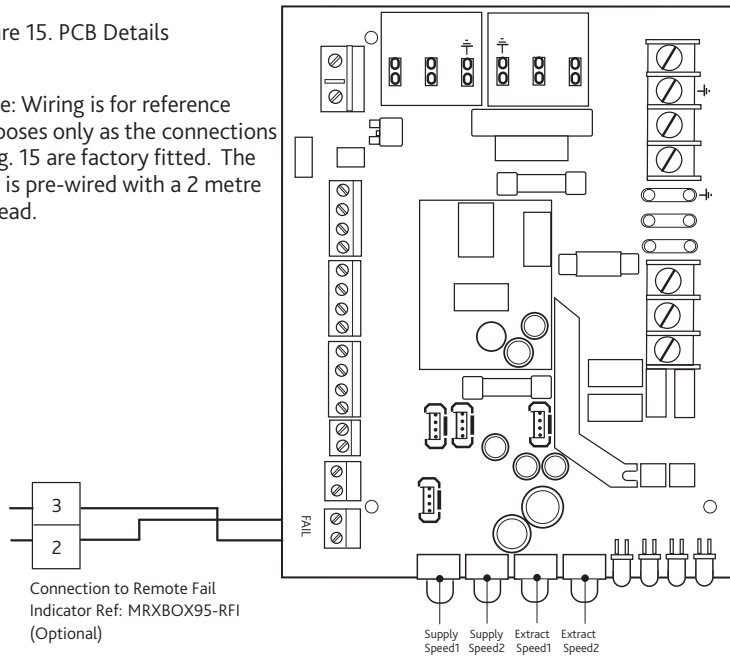 ure 15. PCB Details
e: Wiring is for reference
poses only as the connections
g. 15 are factory fitted. The
is pre-wired with a 2 metre
ead.
FAIL
3
2
Connection to Remote Fail
Indicator Ref: MRXBOX95-RFI
(Optional)
Supply Speed1
Supply Speed2
Extract Speed1
Extract Speed2